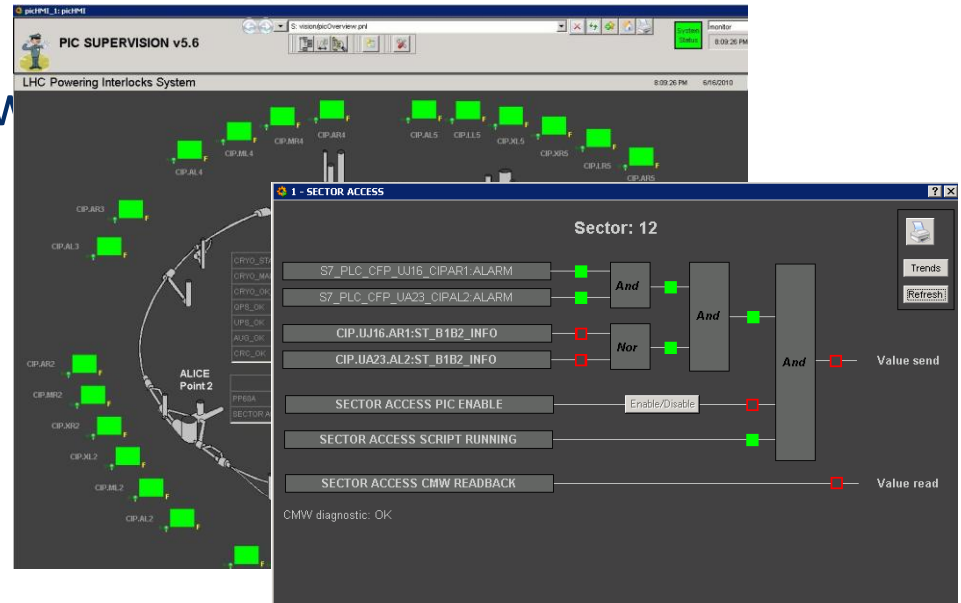 picHMI_1: picHMI
S: vision/picOverview.pnl
PIC SUPERVISION v5.6
System
Status
monitor
8:09:26 PM
LHC Powering Interlocks System
8:09:26 PM 6/16/2010
CIP.AL4
CIP.ML4
CIP.MR4
CIP.AR4
CIP.AL5
CIP.LL5
CIP.XL5
CIP.XR5
CIP.LR5
CIP.AR5
CIP.AR3
CIP.AL3
CRYO_OK
QPS_OK
UPS_OK
AUG_OK
CRC_OK
CIP.AR2
CIP.MR2
CIP.XR2
CIP.XL2
CIP.ML2
CIP.AL2
ALICE
Point 2
PP60A
1 - SECTOR ACCESS
Sector: 12
S7_PLC_CFP_UJ16_CIPAR1:ALARM
S7_PLC_CFP_UA23_CIPAL2:ALARM
And
CIP.UJ16.AR1:ST_B1B2_INFO
CIP.UA23.AL2:ST_B1B2_INFO
Nor
And
And
SECTOR ACCESS PIC ENABLE
Enable/Disable
SECTOR ACCESS SCRIPT RUNNING
SECTOR ACCESS CMW READBACK
Value send
Value read
CMW diagnostic: OK
Trends
Refresh